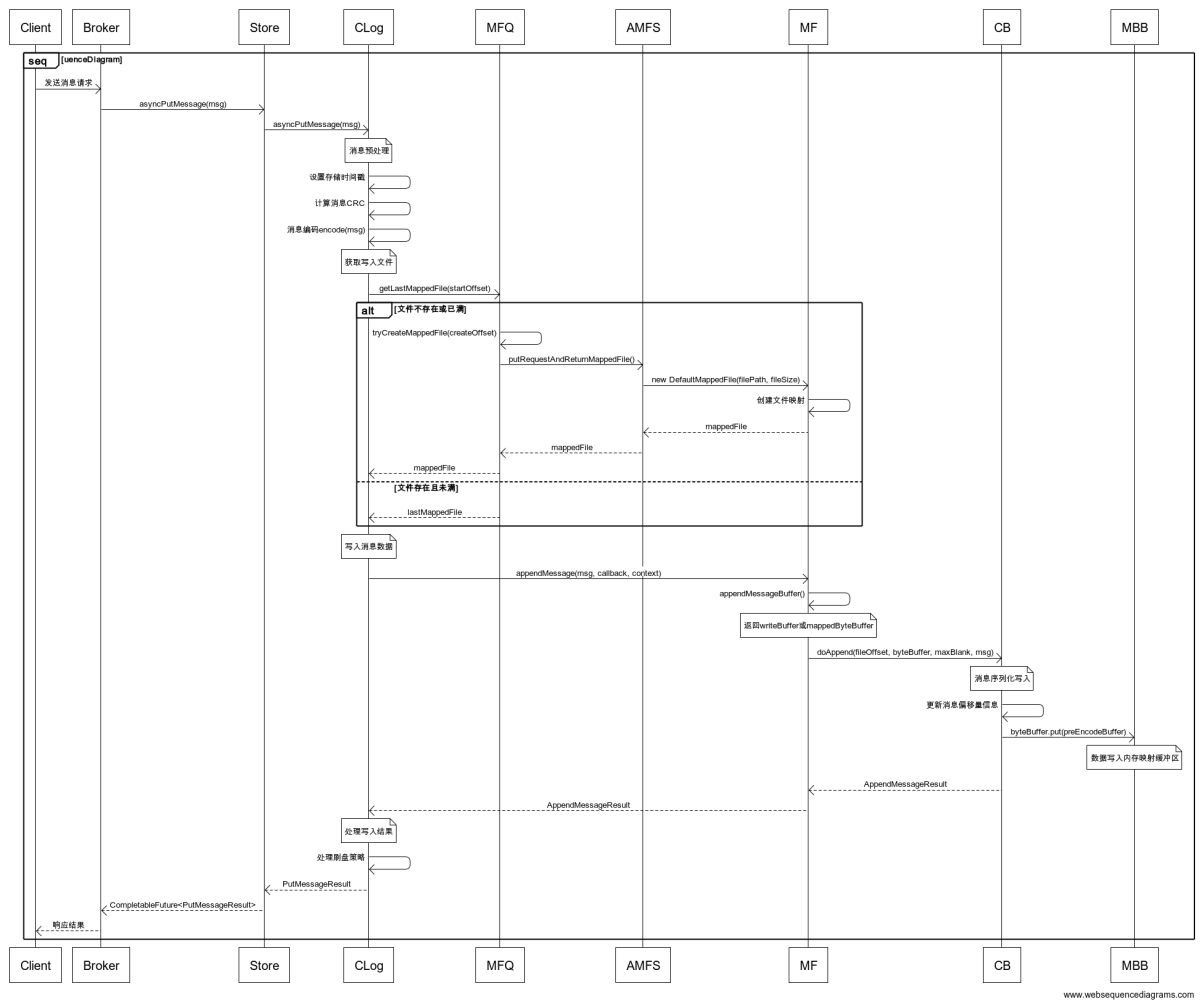 Client Broker Store CLog MFQ AMFS MF CB MBB
seq [uenceDiagram]
发送消息请求
asyncPutMessage(msg)
asyncPutMessage(msg)
消息预处理
设置存储时间戳
计算消息CRC
消息编码encode(msg)
获取写入文件
getLastMappedFile(startOffset)
alt [文件不存在或已满]
tryCreateMappedFile(createOffset)
putRequestAndReturnMappedFile()
new DefaultMappedFile(filePath, fileSize)
创建文件映射
mappedFile
mappedFile
mappedFile
[文件存在且未满]
lastMappedFile
写入消息数据
appendMessage(msg, callback, context)
appendMessageBuffer()
返回writeBuffer或mappedByteBuffer
doAppend(fileOffset, byteBuffer, maxBlank, msg)
消息序列化写入
更新消息偏移量信息
byteBuffer.put(preEncodeBuffer)
数据写入内存映射缓冲区
AppendMessageResult
AppendMessageResult
处理写入结果
处理刷盘策略
PutMessageResult
CompletableFuture<PutMessageResult>
响应结果
Client Broker Store CLog MFQ AMFS MF CB MBB
www.websequencediagrams.com